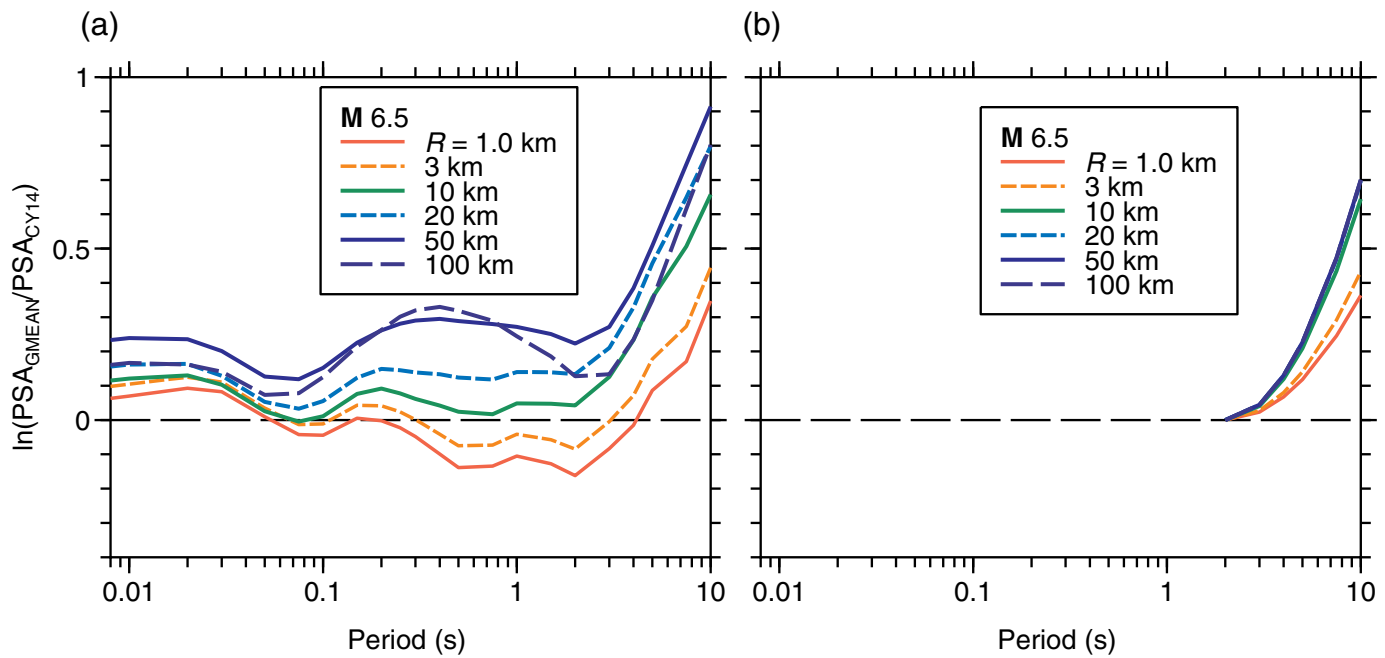 (a)
(b)
ln(PSA_GMEAN/PSA_CY14)
1
0.5
0
M 6.5
R = 1.0 km
3 km
10 km
20 km
50 km
100 km
0.01 0.1 1 10
Period (s)
M 6.5
R = 1.0 km
3 km
10 km
20 km
50 km
100 km
0.01 0.1 1 10
Period (s)